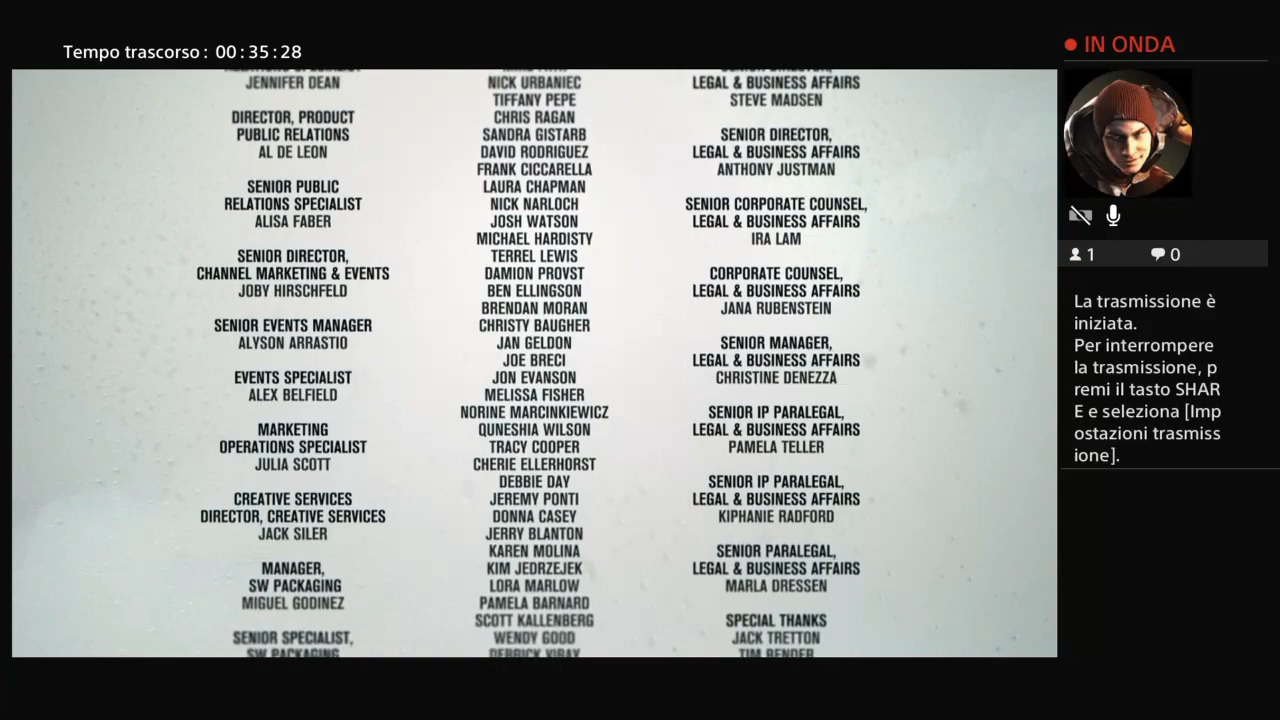 Tempo trascorso : 00:35:28
JENNIFER DEAN
DIRECTOR, PRODUCT
PUBLIC RELATIONS
AL DE LEON
SENIOR PUBLIC
RELATIONS SPECIALIST
ALISA FABER
SENIOR DIRECTOR,
CHANNEL MARKETING & EVENTS
JOBY HIRSCHFELD
SENIOR EVENTS MANAGER
ALYSON ARRASTIO
EVENTS SPECIALIST
ALEX BELFIELD
MARKETING
OPERATIONS SPECIALIST
JULIA SCOTT
CREATIVE SERVICES
DIRECTOR, CREATIVE SERVICES
JACK SILER
MANAGER,
SW PACKAGING
MIGUEL GODINEZ
SENIOR SPECIALIST,
SW PACKAGING
NICK URBANIEC
TIFFANY PEPE
CHRIS RAGAN
SANDRA GISTARB
DAVID RODRIGUEZ
FRANK CICCARELLA
LAURA CHAPMAN
NICK NARLOCH
JOSH WATSON
MICHAEL HARDISTY
TERREL LEWIS
DAMION PROVST
BEN ELLINGSON
BRENDAN MORAN
CHRISTY BAUGHER
JAN GELDON
JOE BRECI
JON EVANSON
MELISSA FISHER
NORINE MARCINKIEWICZ
QUNESHIA WILSON
TRACY COOPER
CHERIE ELLERHORST
DEBBIE DAY
JEREMY PONTI
DONNA CASEY
JERRY BLANTON
KAREN MOLINA
KIM JEDRZEJEK
LORA MARLOW
PAMELA BARNARD
SCOTT KALLENBERG
WENDY GOOD
LEGAL & BUSINESS AFFAIRS
STEVE MADSEN
SENIOR DIRECTOR,
LEGAL & BUSINESS AFFAIRS
ANTHONY JUSTMAN
SENIOR CORPORATE COUNSEL,
LEGAL & BUSINESS AFFAIRS
IRA LAM
CORPORATE COUNSEL,
LEGAL & BUSINESS AFFAIRS
JANA RUBENSTEIN
SENIOR MANAGER,
LEGAL & BUSINESS AFFAIRS
CHRISTINE DENEZZA
SENIOR IP PARALEGAL,
LEGAL & BUSINESS AFFAIRS
PAMELA TELLER
SENIOR IP PARALEGAL,
LEGAL & BUSINESS AFFAIRS
KIPHANIE RADFORD
SENIOR PARALEGAL,
LEGAL & BUSINESS AFFAIRS
MARLA DRESSEN
SPECIAL THANKS
JACK TRETTON
TIM BENDER
IN ONDA
1 0
La trasmissione è
iniziata.
Per interrompere
la trasmissione, p
remi il tasto SHAR
E e seleziona [Imp
ostazioni trasmiss
ione].